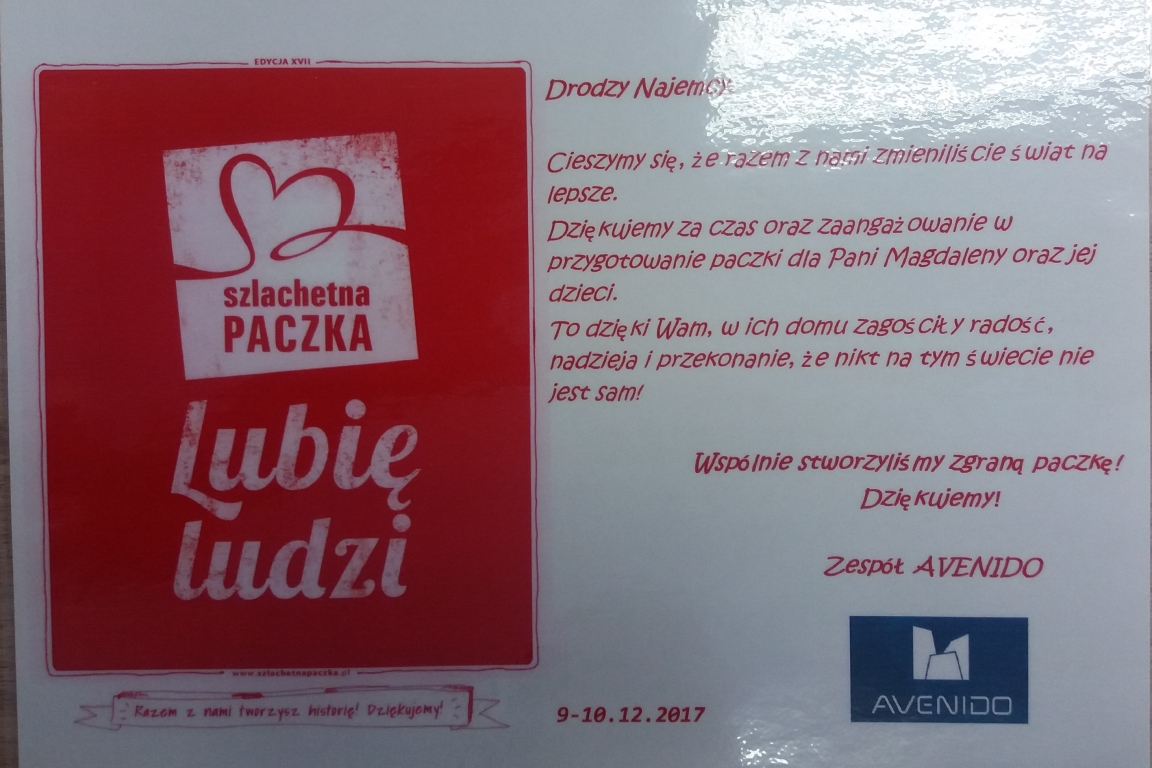 EDYCJA XVII
szlachetna
PACZKA
Lubię
ludzi
www.szlachetnapaczka.pl
Razem z nami tworzysz historię! Dziękujemy!
Drodzy Najemcy,
Cieszymy się, że razem z nami zmieniliście świat na
lepsze.
Dziękujemy za czas oraz zaangażowanie w
przygotowanie paczki dla Pani Magdaleny oraz jej
dzieci.
To dzięki Wam, w ich domu zagościły radość,
nadzieja i przekonanie, że nikt na tym świecie nie
jest sam!
Wspólnie stworzyliśmy zgraną paczkę!
Dziękujemy!
Zespół AVENIDO
AVENIDO
9-10.12.2017